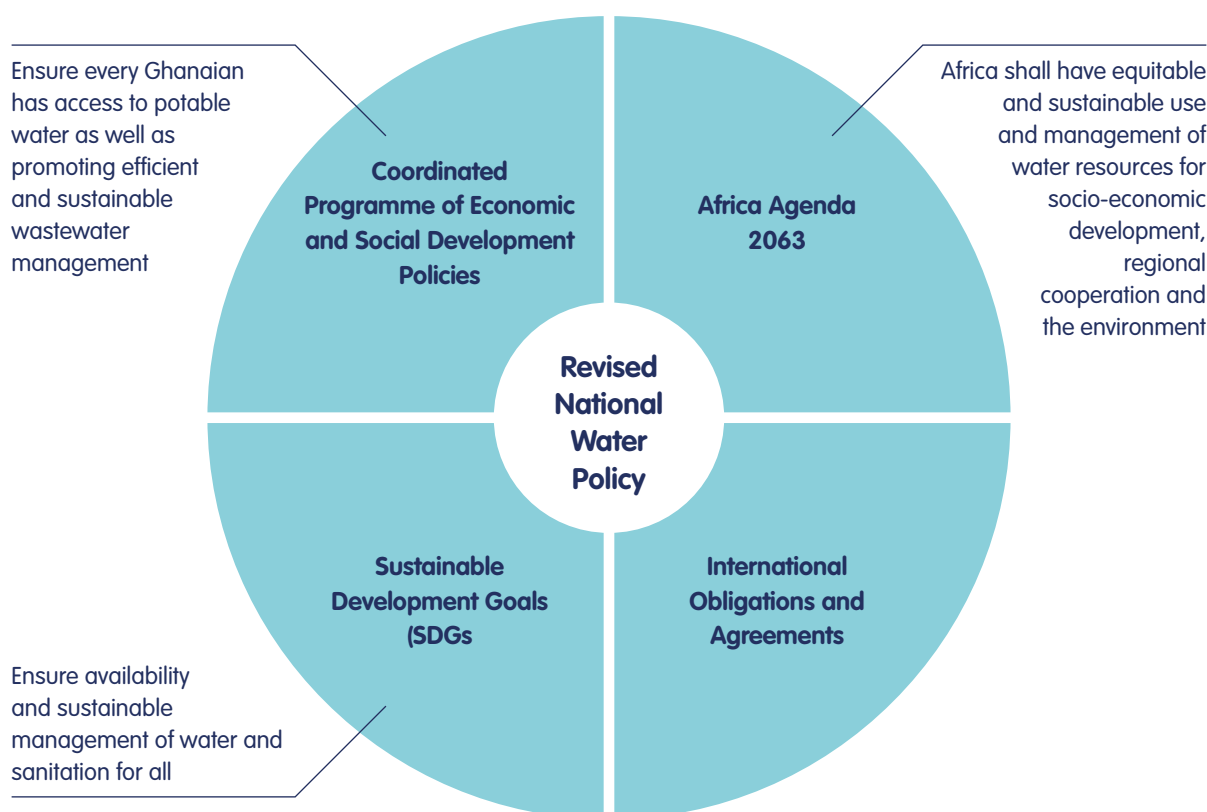 Ensure every Ghanaian
has access to potable
water as well as
promoting efficient
and sustainable
wastewater
management
Africa shall have equitable
and sustainable use
and management of
water resources for
socio-economic
development,
regional
cooperation and
the environment
Coordinated
Programme of Economic
and Social Development
Policies
Africa Agenda
2063
Revised
National
Water
Policy
Sustainable
Development Goals
(SDGs
International
Obligations and
Agreements
Ensure availability
and sustainable
management of water and
sanitation for all